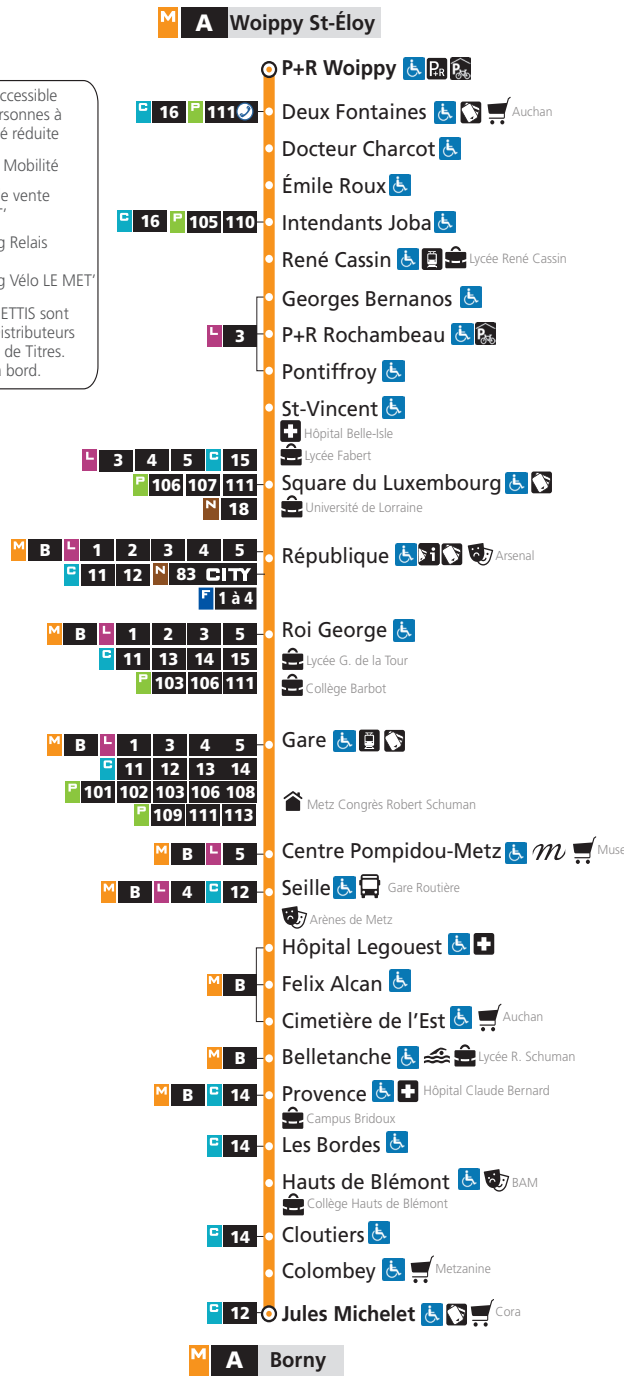 M A Woippy St-Éloy
P+R Woippy P+R P
ccessible
rsonnes à
é réduite
Mobilité
e vente
T'
g Relais
g Vélo LE MET'
ETTIS sont
istributeurs
de Titres.
bord.
C 16 P 111 Deux Fontaines Auchan
Docteur Charcot
Émile Roux
C 16 P 105 110 Intendants Joba
René Cassin Lycée René Cassin
Georges Bernanos
L 3 P+R Rochambeau P
Pontiffroy
St-Vincent
Hôpital Belle-Isle
Lycée Fabert
L 3 4 5 C 15
P 106 107 111 Square du Luxembourg
N 18 Université de Lorraine
M B L 1 2 3 4 5 République i Arsenal
C 11 12 N 83 CITY
F 1 à 4
M B L 1 2 3 5 Roi George
C 11 13 14 15 Lycée G. de la Tour
P 103 106 111 Collège Barbot
M B L 1 3 4 5 Gare
C 11 12 13 14
P 101 102 103 106 108
P 109 111 113 Metz Congrès Robert Schuman
M B L 5 Centre Pompidou-Metz m Muse
M B L 4 C 12 Seille Gare Routière
Arènes de Metz
Hôpital Legouest
M B Felix Alcan
Cimetière de l'Est Auchan
M B Belletanche Lycée R. Schuman
M B C 14 Provence Hôpital Claude Bernard
Campus Bridoux
C 14 Les Bordes
Hauts de Blémont BAM
Collège Hauts de Blémont
C 14 Cloutiers
Colombey Metzanine
C 12 Jules Michelet Cora
M A Borny